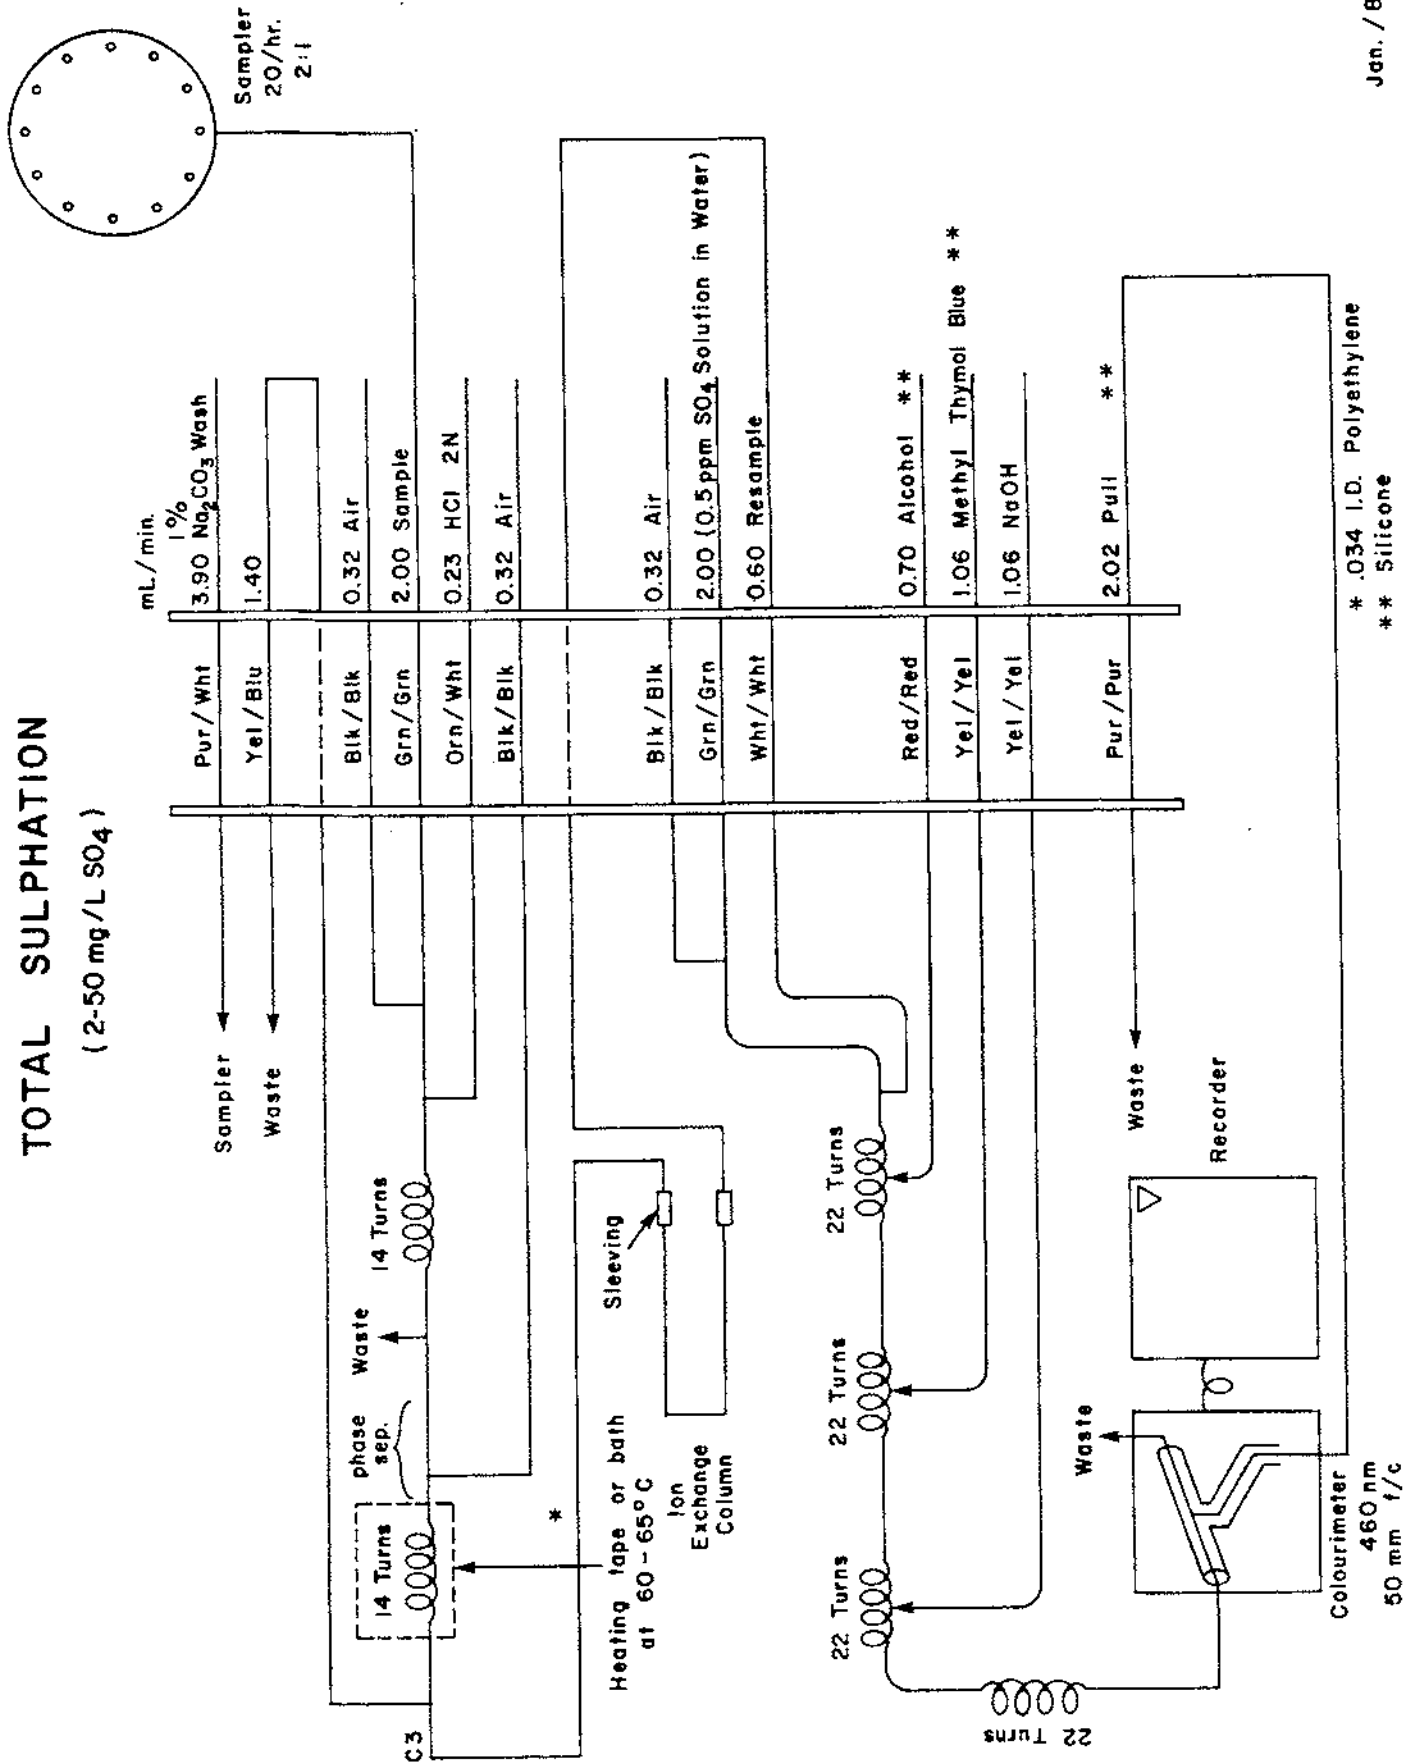 TOTAL SULPHATION
(2-50 mg/L SO4)
Sampler
20/hr.
2:1
mL/min.
Sampler
Pur/Wht
3.90 Na2CO3 Wash
1%
Waste
Yel/Blu
1.40
Blk/Blk
0.32 Air
Grn/Grn
2.00 Sample
Orn/Wht
0.23 HCl 2N
Blk/Blk
0.32 Air
Blk/Blk
0.32 Air
Grn/Grn
2.00 (0.5ppm SO4 Solution in Water)
Wht/Wht
0.60 Resample
Red/Red
0.70 Alcohol **
Yel/Yel
1.06 Methyl Thymol Blue **
Yel/Yel
1.06 NaOH
Waste
Pur/Pur
2.02 Pull **
C3
14 Turns
phase
sep.
Waste
14 Turns
*
Heating tape or bath
at 60-65°C
Sleeving
Ion
Exchange
Column
22 Turns
22 Turns
22 Turns
22 Turns
Waste
Colourimeter
460 nm
50 mm f/c
Recorder
* .034 I.D. Polyethylene
** Silicone
Jan./8